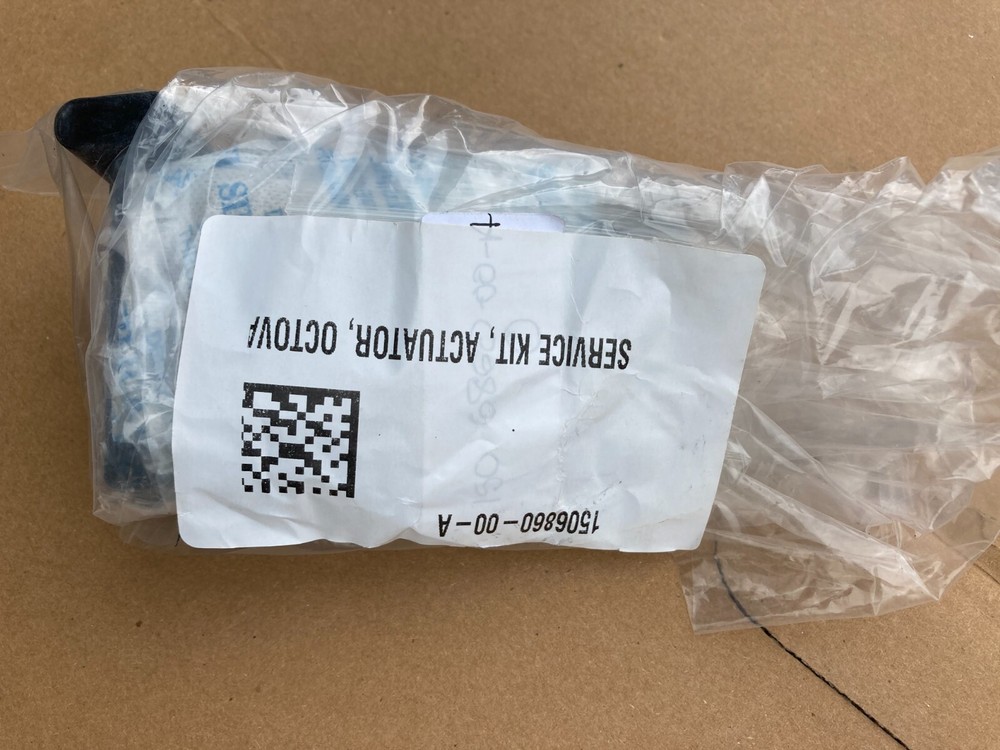 SERVICE KIT, ACTUATOR, OCTOVA
1506860-00-A